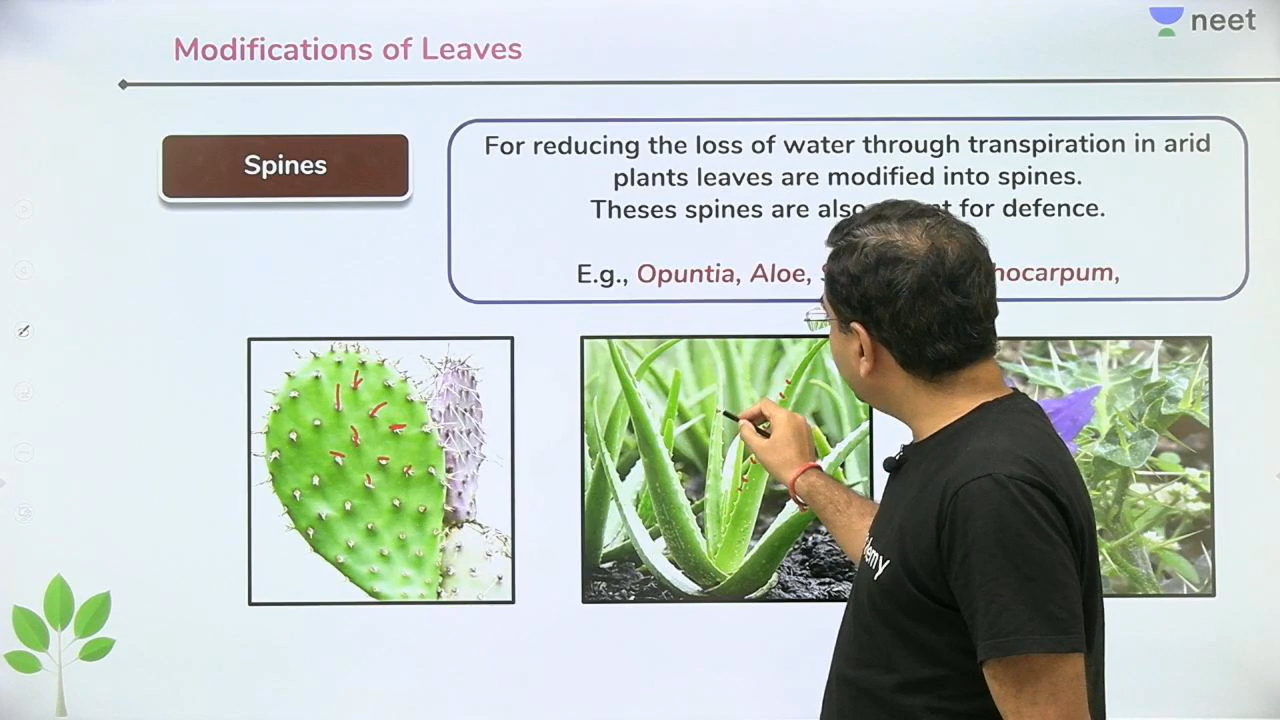 neet
Modifications of Leaves
Spines
For reducing the loss of water through transpiration in arid
plants leaves are modified into spines.
Theses spines are also for defence.
E.g., Opuntia, Aloe,